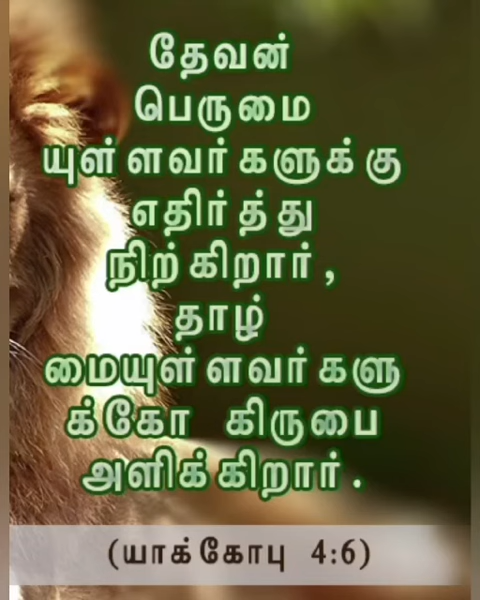 தேவன்
பெருமை
யுள்ளவர்களுக்கு
எதிர்த்து
நிற்கிறார்,
தாழ்
மையுள்ளவர்களு
க்கோ கிருபை
அளிக்கிறார்.
(யாக்கோபு 4:6)